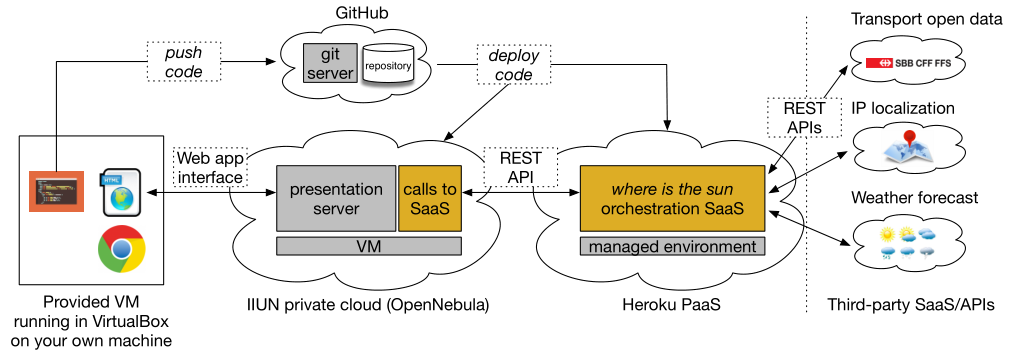 GitHub
Transport open data
push
code
git
server
repository
deploy
code
SBB CFF FFS
REST
APIs
IP localization
Web app
interface
REST
API
HTML
presentation
server
calls to
SaaS
where is the sun
orchestration SaaS
Weather forecast
VM
managed environment
Provided VM
running in VirtualBox
on your own machine
IIUN private cloud (OpenNebula)
Heroku PaaS
Third-party SaaS/APIs